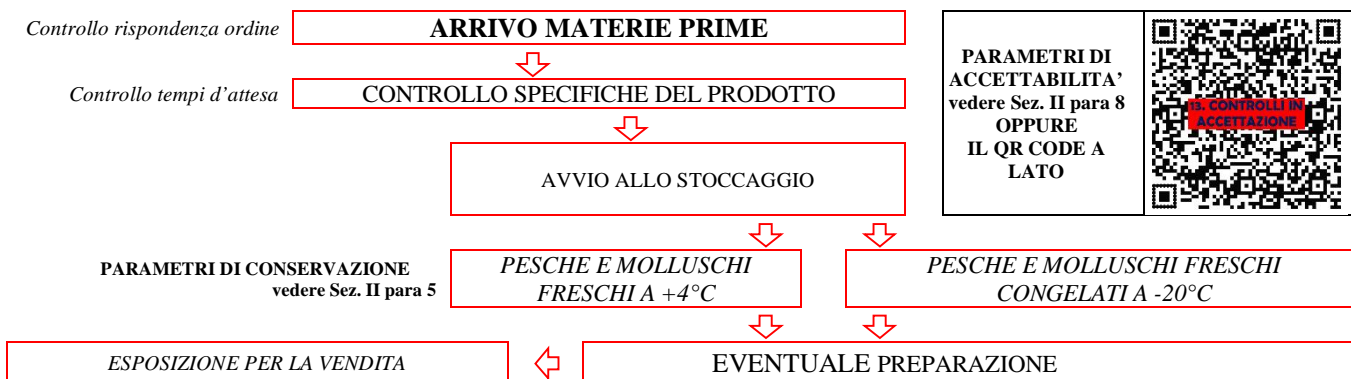 Controllo rispondenza ordine
ARRIVO MATERIE PRIME
Controllo tempi d'attesa
CONTROLLO SPECIFICHE DEL PRODOTTO
AVVIO ALLO STOCCAGGIO
PARAMETRI DI
ACCETTABILITA'
vedere Sez. II para 8
OPPURE
IL QR CODE A
LATO
13. CONTROLLI IN
ACCETTAZIONE
PARAMETRI DI CONSERVAZIONE
vedere Sez. II para 5
PESCHE E MOLLUSCHI
FRESCHI A +4°C
PESCHE E MOLLUSCHI FRESCHI
CONGELATI A -20°C
ESPOSIZIONE PER LA VENDITA
EVENTUALE PREPARAZIONE